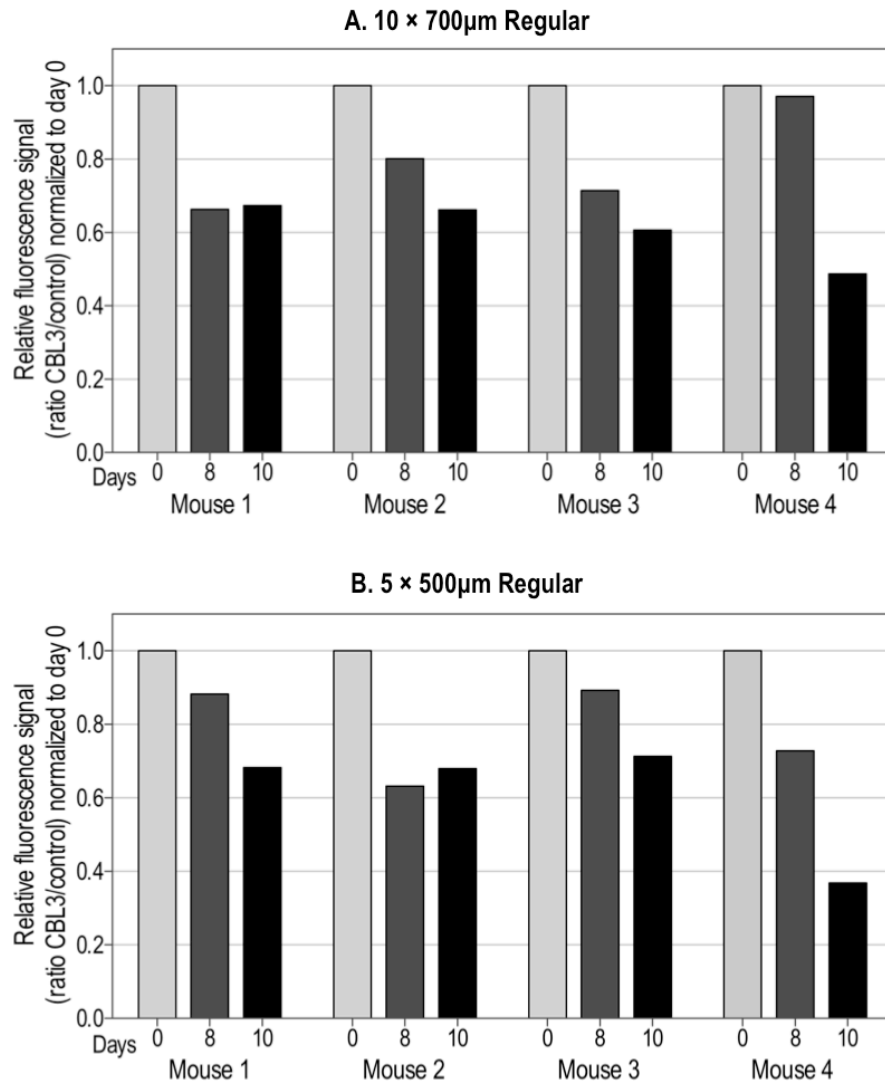 A. 10 × 700µm Regular
Relative fluorescence signal
(ratio CBL3/control) normalized to day 0
1.0
0.8
0.6
0.4
0.2
0.0
Days 0 8 10 0 8 10 0 8 10 0 8 10
Mouse 1 Mouse 2 Mouse 3 Mouse 4
B. 5 × 500µm Regular
Relative fluorescence signal
(ratio CBL3/control) normalized to day 0
1.0
0.8
0.6
0.4
0.2
0.0
Days 0 8 10 0 8 10 0 8 10 0 8 10
Mouse 1 Mouse 2 Mouse 3 Mouse 4